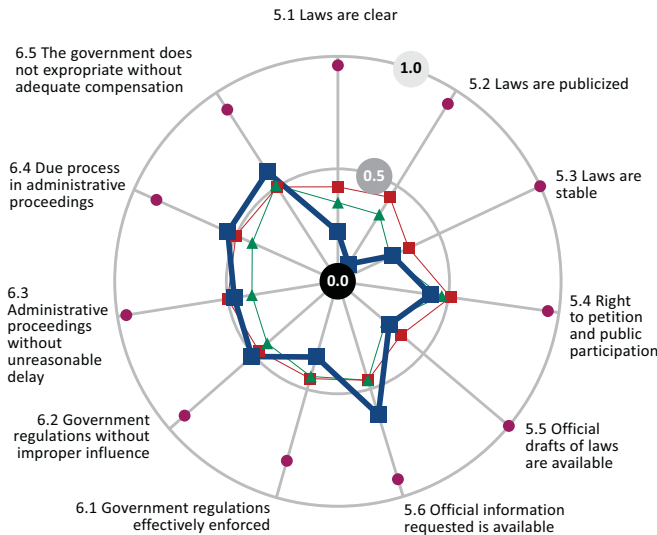 5.1 Laws are clear
1.0
5.2 Laws are publicized
5.3 Laws are
stable
0.5
0.0
5.4 Right
to petition
and public
participation
5.5 Official
drafts of laws
are available
5.6 Official information
requested is available
6.1 Government regulations
effectively enforced
6.2 Government
regulations without
improper influence
6.3
Administrative
proceedings
without
unreasonable
delay
6.4 Due process
in administrative
proceedings
6.5 The government does
not expropriate without
adequate compensation